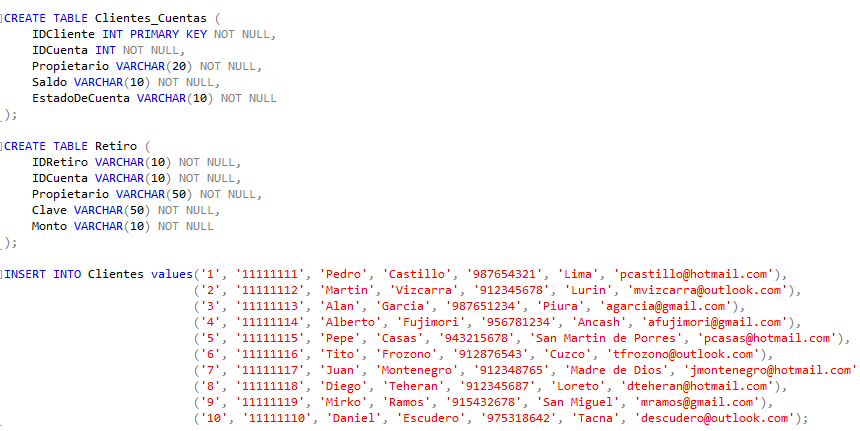 CREATE TABLE Clientes_Cuentas (
IDCliente INT PRIMARY KEY NOT NULL,
IDCuenta INT NOT NULL,
Propietario VARCHAR(20) NOT NULL,
Saldo VARCHAR(10) NOT NULL,
EstadoDeCuenta VARCHAR(10) NOT NULL
);
CREATE TABLE Retiro (
IDRetiro VARCHAR(10) NOT NULL,
IDCuenta VARCHAR(10) NOT NULL,
Propietario VARCHAR(50) NOT NULL,
Clave VARCHAR(50) NOT NULL,
Monto VARCHAR(10) NOT NULL
);
INSERT INTO Clientes values('1', '11111111', 'Pedro', 'Castillo', '987654321', 'Lima', 'pcastillo@hotmail.com'),
('2', '11111112', 'Martin', 'Vizcarra', '912345678', 'Lurin', 'mvizcarra@outlook.com'),
('3', '11111113', 'Alan', 'Garcia', '987651234', 'Piura', 'agarcia@gmail.com'),
('4', '11111114', 'Alberto', 'Fujimori', '956781234', 'Ancash', 'afujimori@gmail.com'),
('5', '11111115', 'Pepe', 'Casas', '943215678', 'San Martin de Porres', 'pcasas@hotmail.com'),
('6', '11111116', 'Tito', 'Frozono', '912876543', 'Cuzco', 'tfrozono@outlook.com'),
('7', '11111117', 'Juan', 'Montenegro', '912348765', 'Madre de Dios', 'jmontenegro@hotmail.com'
('8', '11111118', 'Diego', 'Teheran', '912345687', 'Loreto', 'dteheran@hotmail.com'),
('9', '11111119', 'Mirko', 'Ramos', '915432678', 'San Miguel', 'mramos@gmail.com'),
('10', '11111110', 'Daniel', 'Escudero', '975318642', 'Tacna', 'descudero@outlook.com');